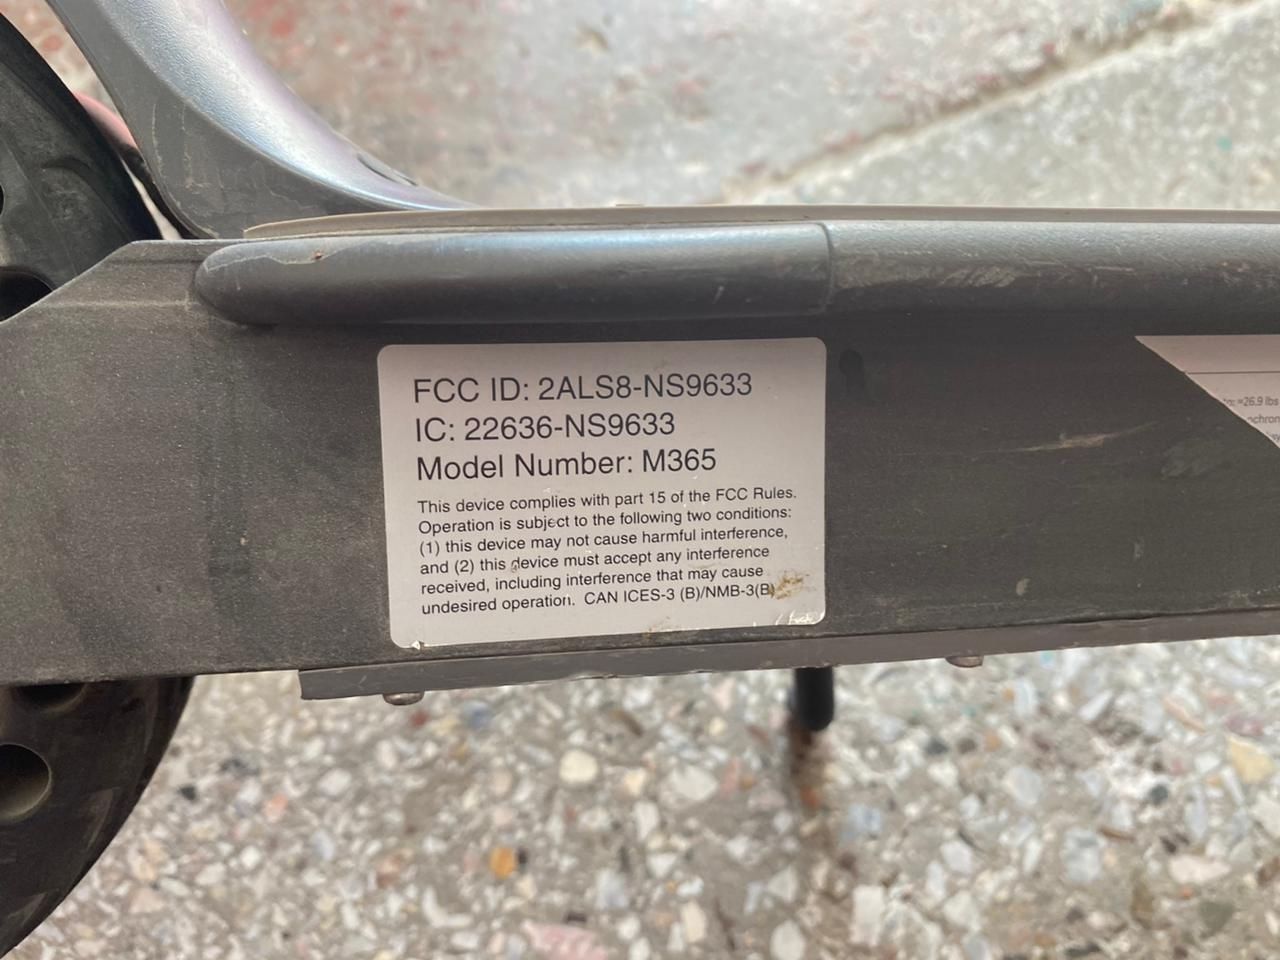 FCC ID: 2ALS8-NS9633
IC: 22636-NS9633
Model Number: M365
This device complies with part 15 of the FCC Rules.
Operation is subject to the following two conditions:
(1) this device may not cause harmful interference,
and (2) this device must accept any interference
received, including interference that may cause
undesired operation. CAN ICES-3 (B)/NMB-3(B)
≈26.9 lbs